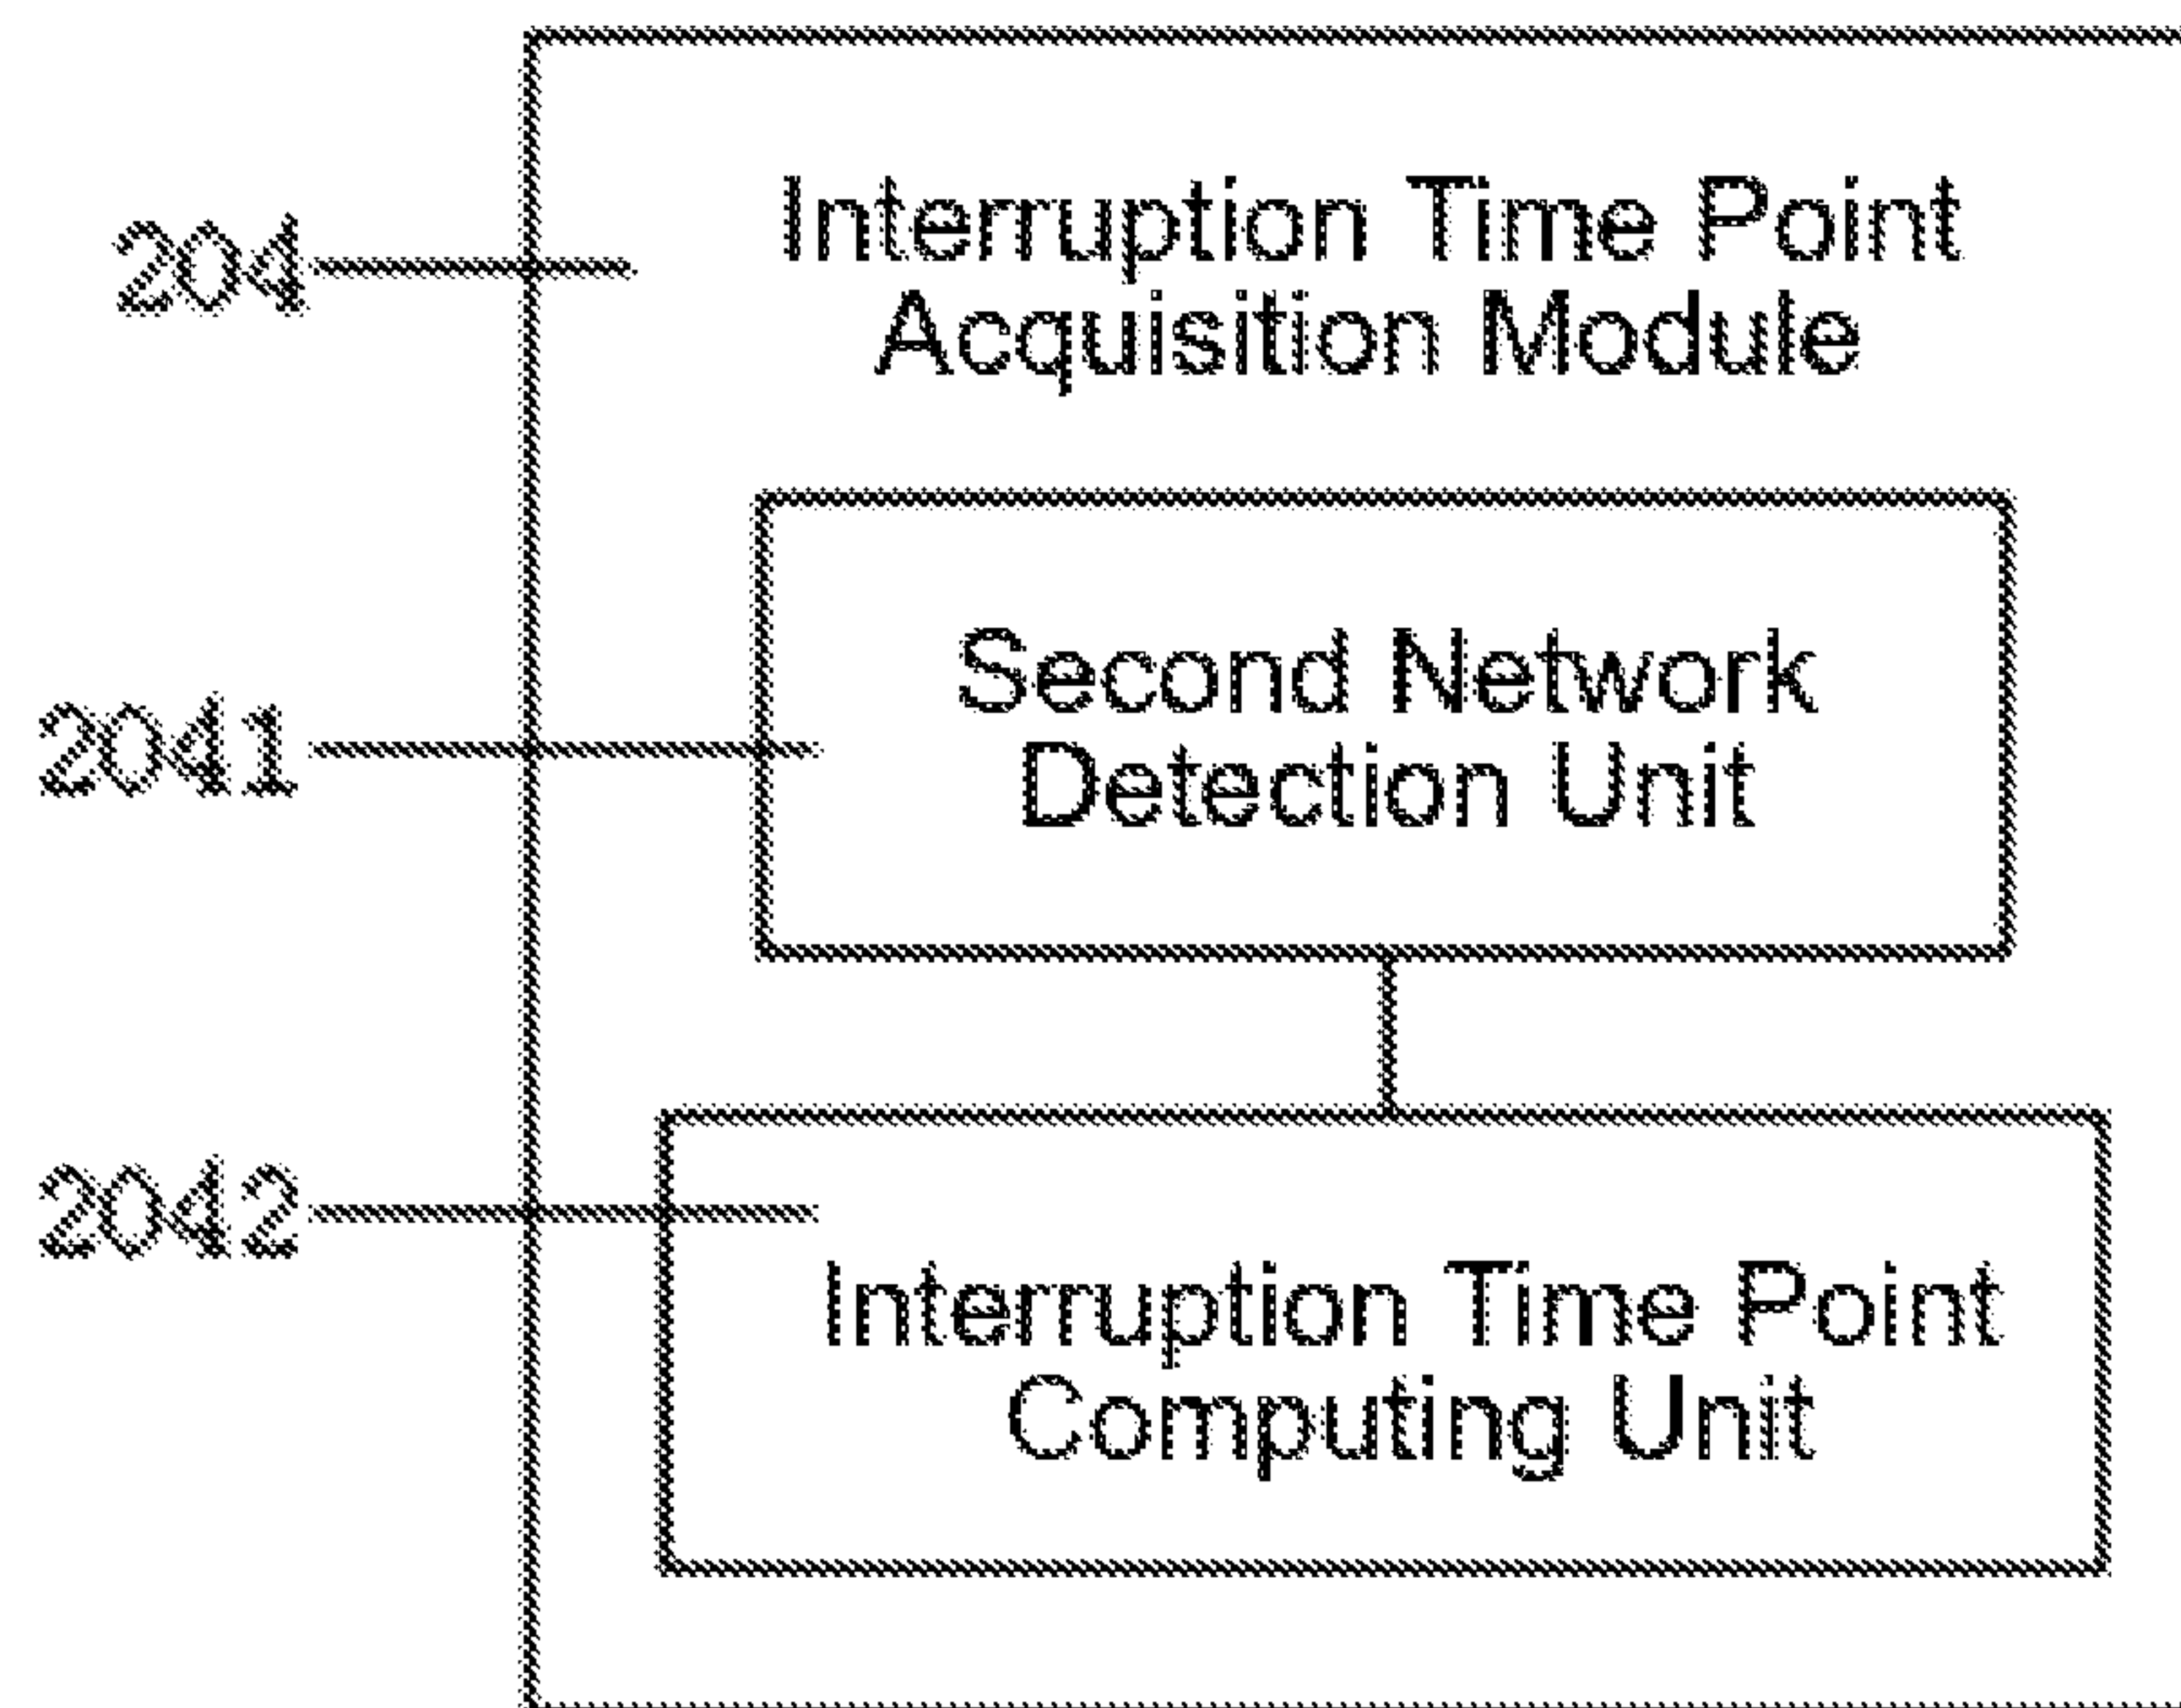 204
Interruption Time Point
Acquisition Module
2041
Second Network
Detection Unit
2042
Interruption Time Point
Computing Unit